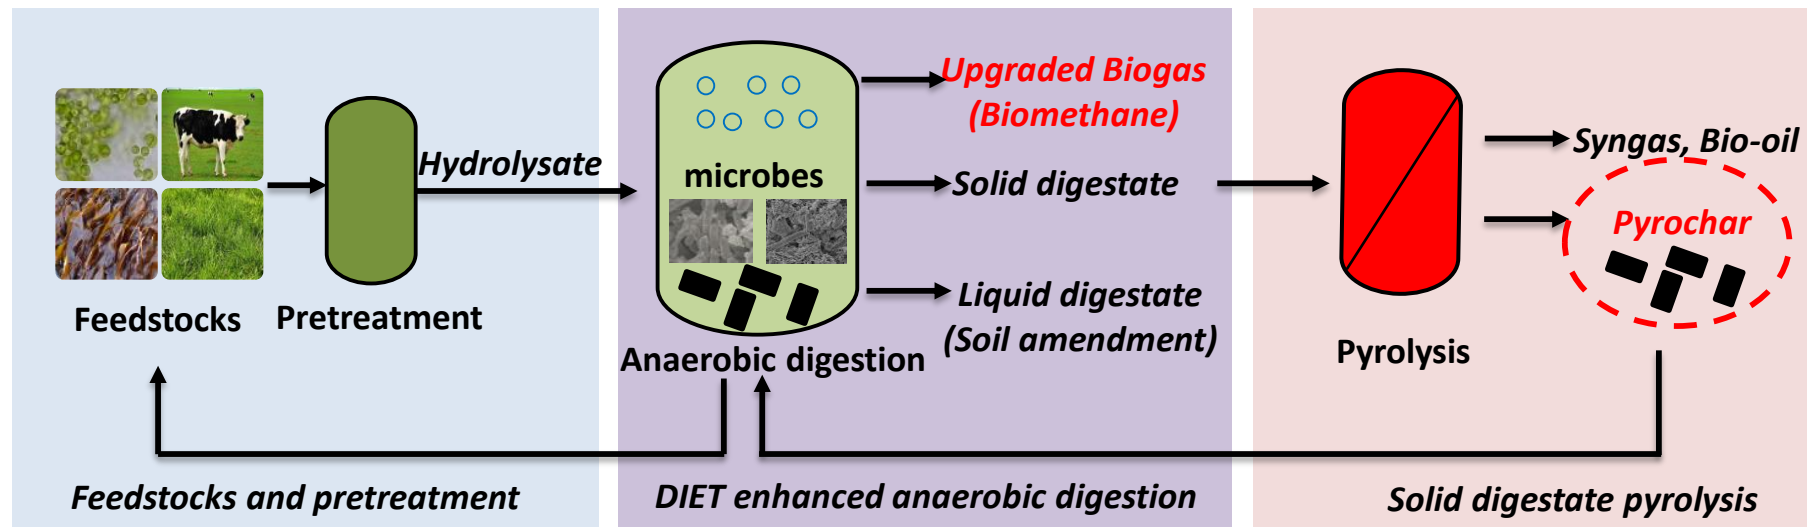 Feedstocks
Pretreatment
Hydrolysate
microbes
Anaerobic digestion
Upgraded Biogas
(Biomethane)
Solid digestate
Liquid digestate
(Soil amendment)
Pyrolysis
Syngas, Bio-oil
Pyrochar
Feedstocks and pretreatment
DIET enhanced anaerobic digestion
Solid digestate pyrolysis